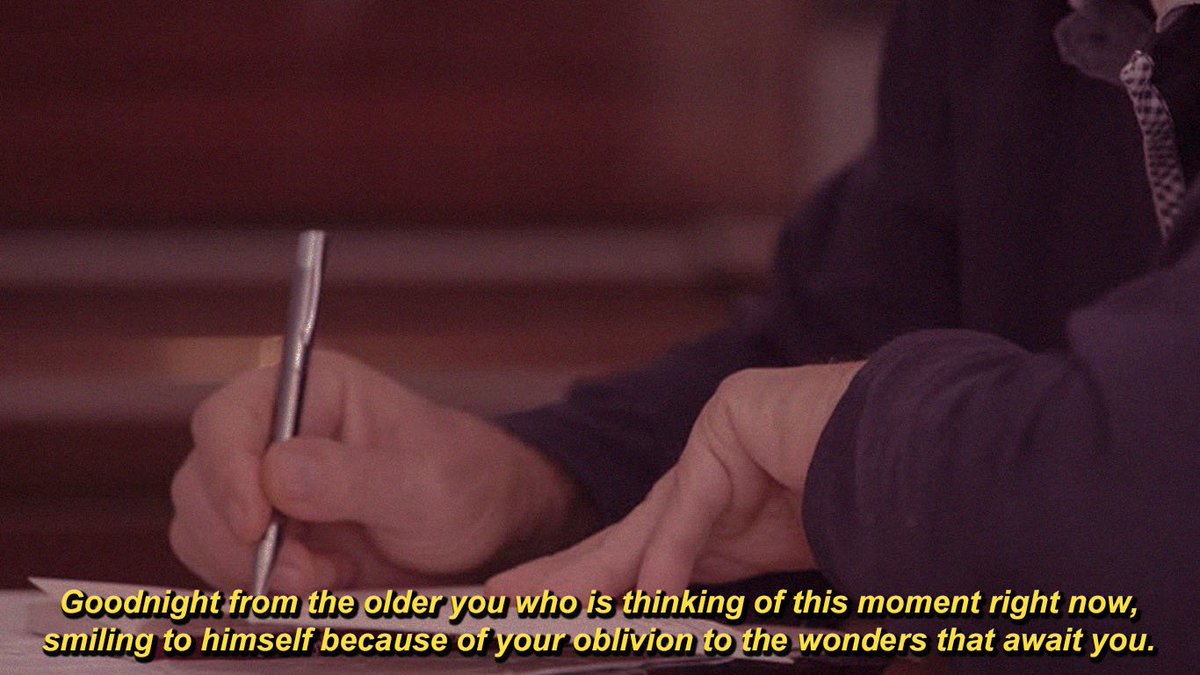 Goodnight from the older you who is thinking of this moment right now,
smiling to himself because of your oblivion to the wonders that await you.